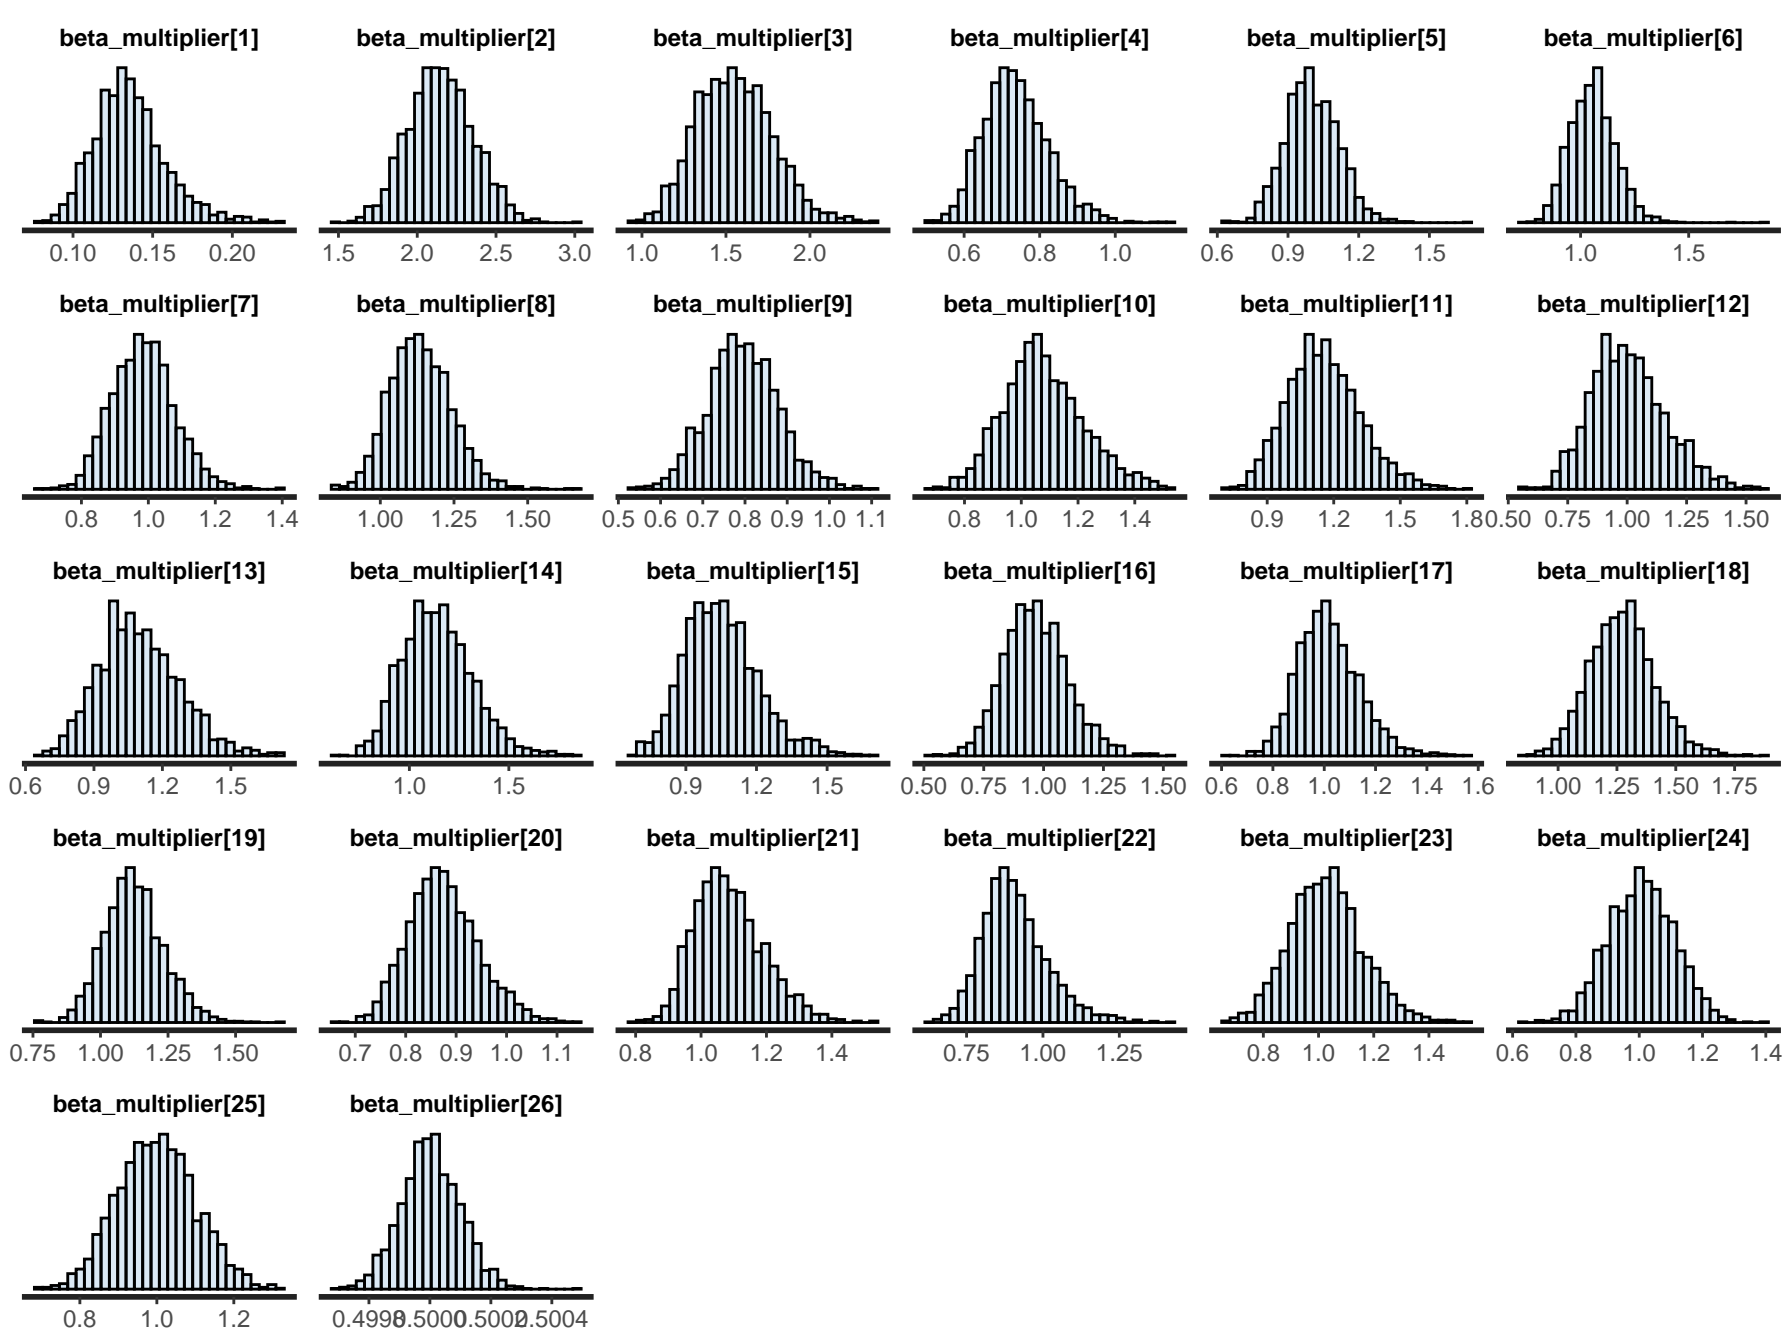 beta_multiplier[1] beta_multiplier[2] beta_multiplier[3] beta_multiplier[4] beta_multiplier[5] beta_multiplier[6]
0.10 0.15 0.20 1.5 2.0 2.5 3.0 1.0 1.5 2.0 0.6 0.8 1.0 0.6 0.9 1.2 1.5 1.0 1.5
beta_multiplier[7] beta_multiplier[8] beta_multiplier[9] beta_multiplier[10] beta_multiplier[11] beta_multiplier[12]
0.8 1.0 1.2 1.4 1.00 1.25 1.50 0.5 0.6 0.7 0.8 0.9 1.0 1.1 0.8 1.0 1.2 1.4 0.9 1.2 1.5 1.8 0.50 0.75 1.00 1.25 1.50
beta_multiplier[13] beta_multiplier[14] beta_multiplier[15] beta_multiplier[16] beta_multiplier[17] beta_multiplier[18]
0.6 0.9 1.2 1.5 1.0 1.5 0.9 1.2 1.5 0.50 0.75 1.00 1.25 1.50 0.6 0.8 1.0 1.2 1.4 1.6 1.00 1.25 1.50 1.75
beta_multiplier[19] beta_multiplier[20] beta_multiplier[21] beta_multiplier[22] beta_multiplier[23] beta_multiplier[24]
0.75 1.00 1.25 1.50 0.7 0.8 0.9 1.0 1.1 0.8 1.0 1.2 1.4 0.75 1.00 1.25 0.8 1.0 1.2 1.4 0.6 0.8 1.0 1.2 1.4
beta_multiplier[25] beta_multiplier[26]
0.8 1.0 1.2 0.4998 0.5000 0.5002 0.5004